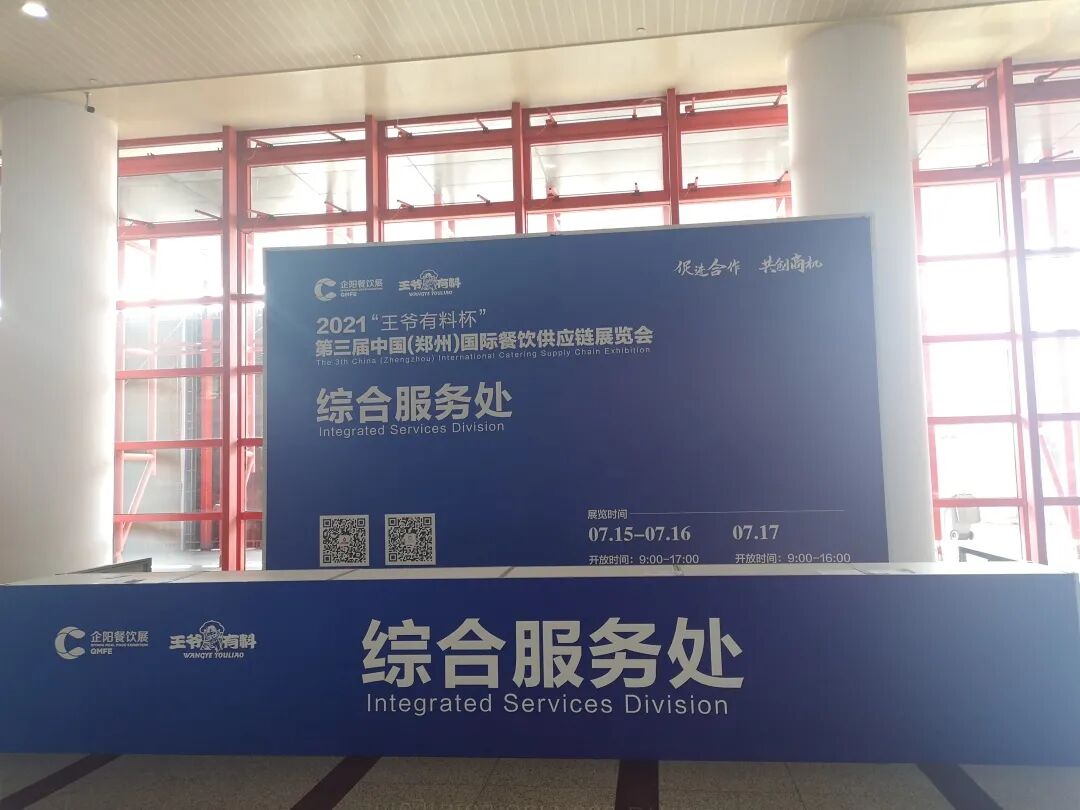 企阳餐饮展
QMFE
王爷有料
WANGYE YOULIAO
促进合作 共创商机
2021“王爷有料杯”
第三届中国(郑州)国际餐饮供应链展览会
The 3th China (Zhengzhou) International Catering Supply Chain Exhibition
综合服务处
Integrated Services Division
展览时间
07.15-07.16 07.17
开放时间：9:00-17:00 开放时间：9:00-16:00
企阳餐饮展
QMFE
王爷有料
WANGYE YOULIAO
综合服务处
Integrated Services Division